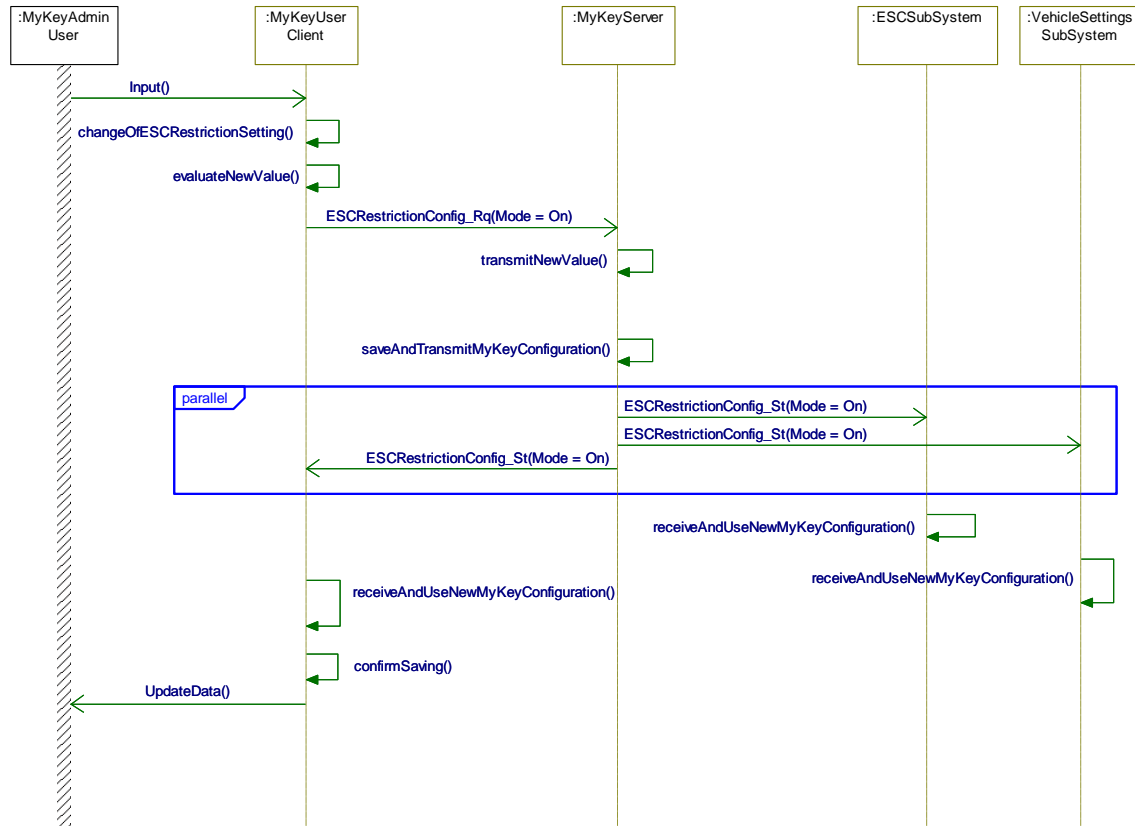 :MyKeyAdmin
User
:MyKeyUser
Client
:MyKeyServer
:ESCSubSystem
:VehicleSettings
SubSystem
Input()
changeOfESCRestrictionSetting()
evaluateNewValue()
ESCRestrictionConfig_Rq(Mode = On)
transmitNewValue()
saveAndTransmitMyKeyConfiguration()
parallel
ESCRestrictionConfig_St(Mode = On)
ESCRestrictionConfig_St(Mode = On)
ESCRestrictionConfig_St(Mode = On)
receiveAndUseNewMyKeyConfiguration()
receiveAndUseNewMyKeyConfiguration()
receiveAndUseNewMyKeyConfiguration()
confirmSaving()
UpdateData()